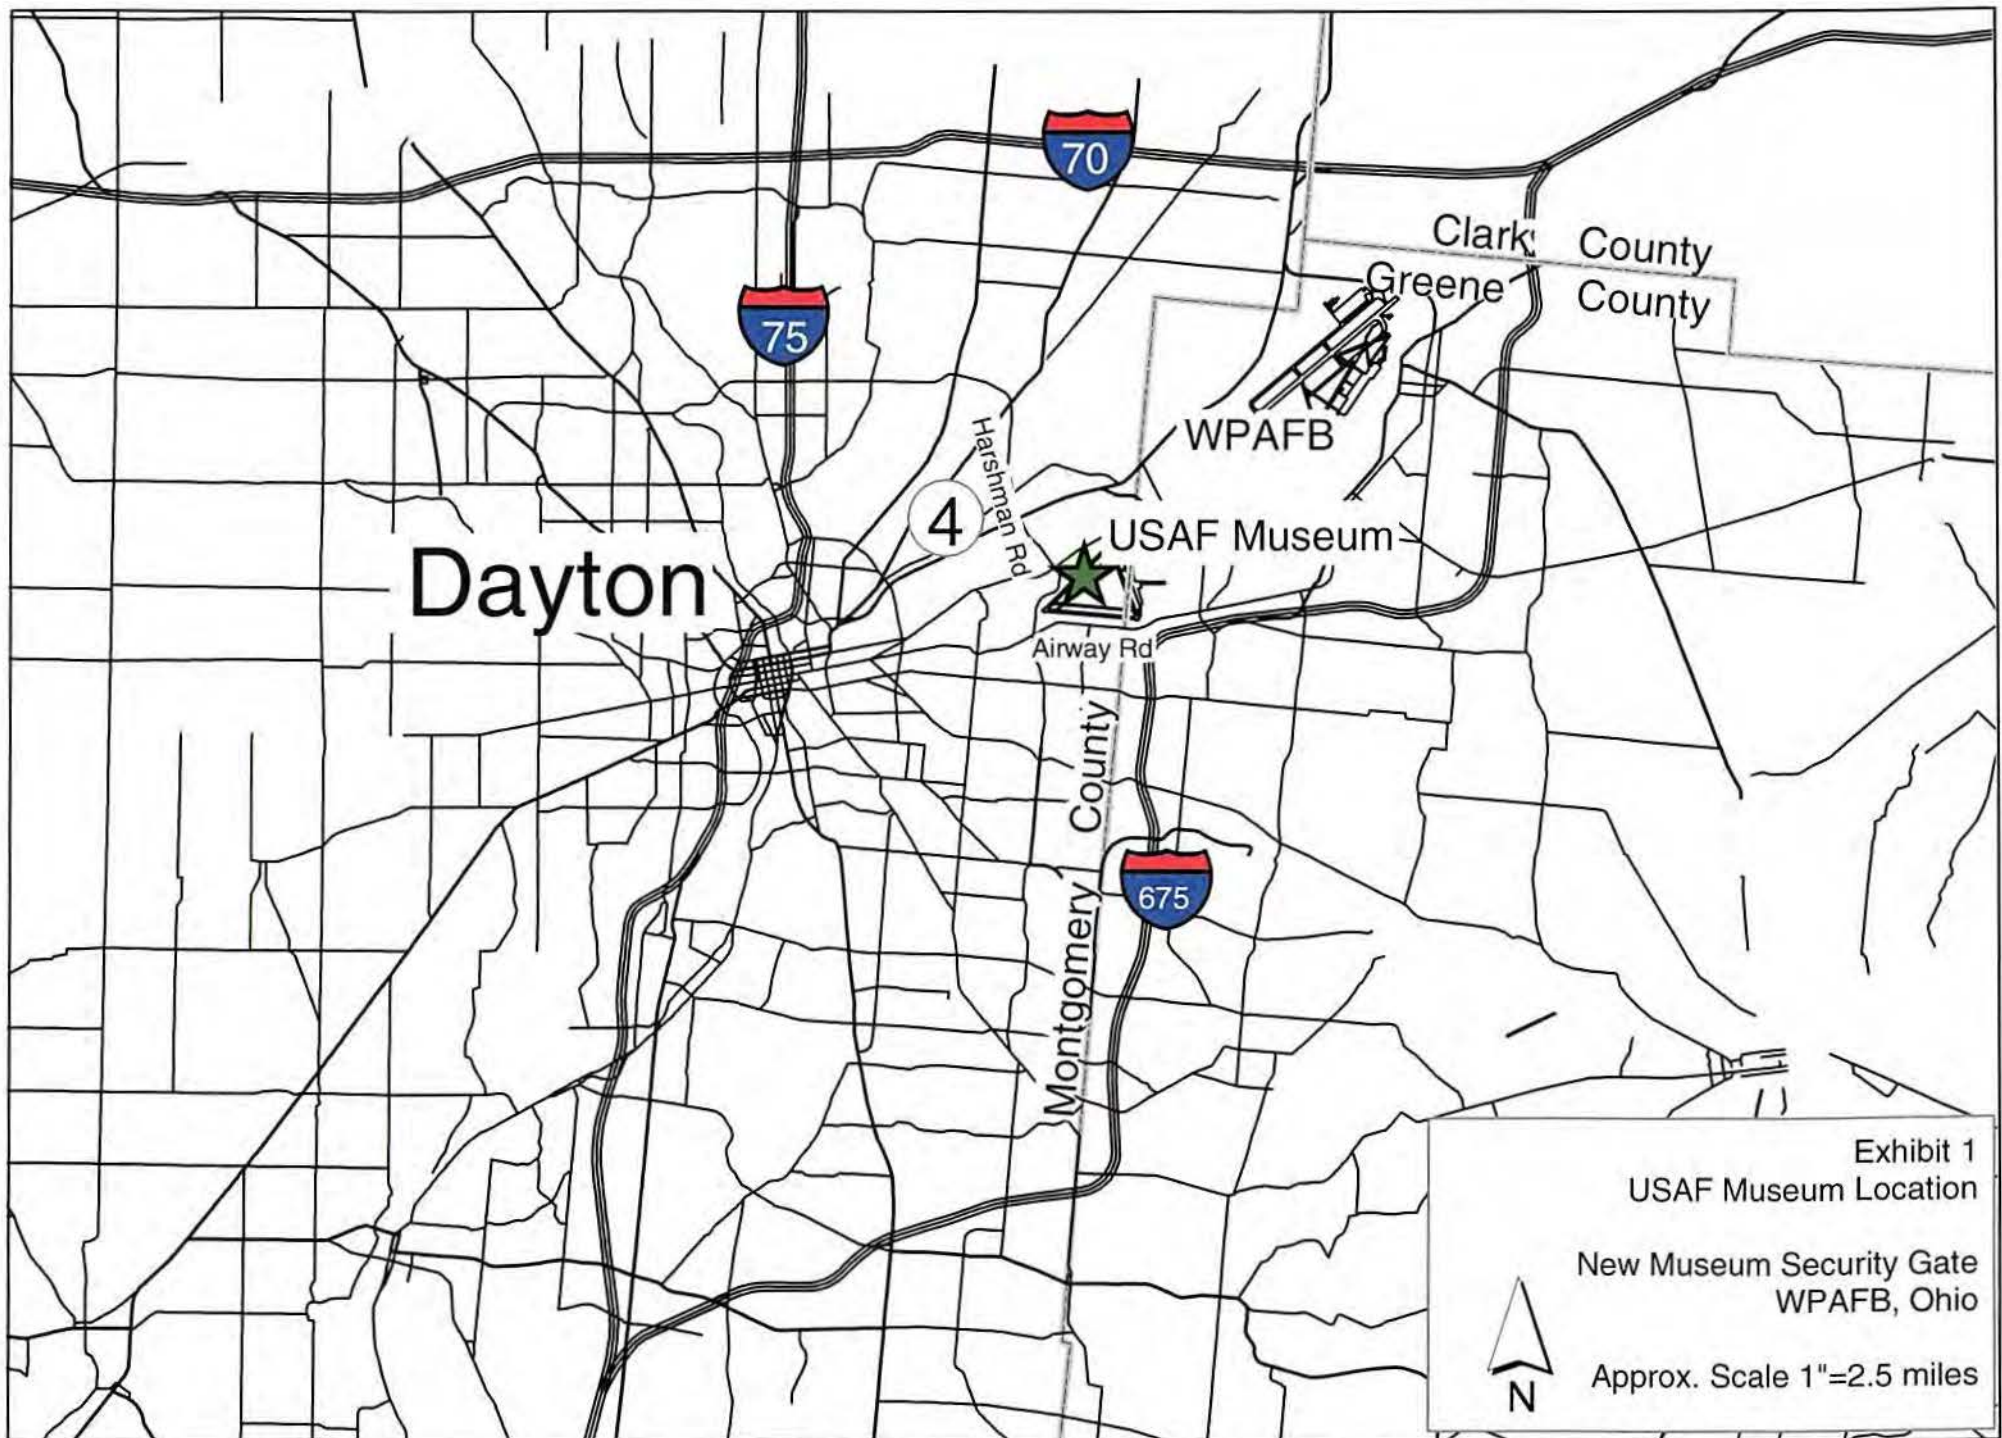 70
Clark County
Greene County
75
Harshman Rd
WPAFB
4
USAF Museum
Dayton
Airway Rd
Montgomery County
675
Exhibit 1
USAF Museum Location
New Museum Security Gate
WPAFB, Ohio
Approx. Scale 1"=2.5 miles
N